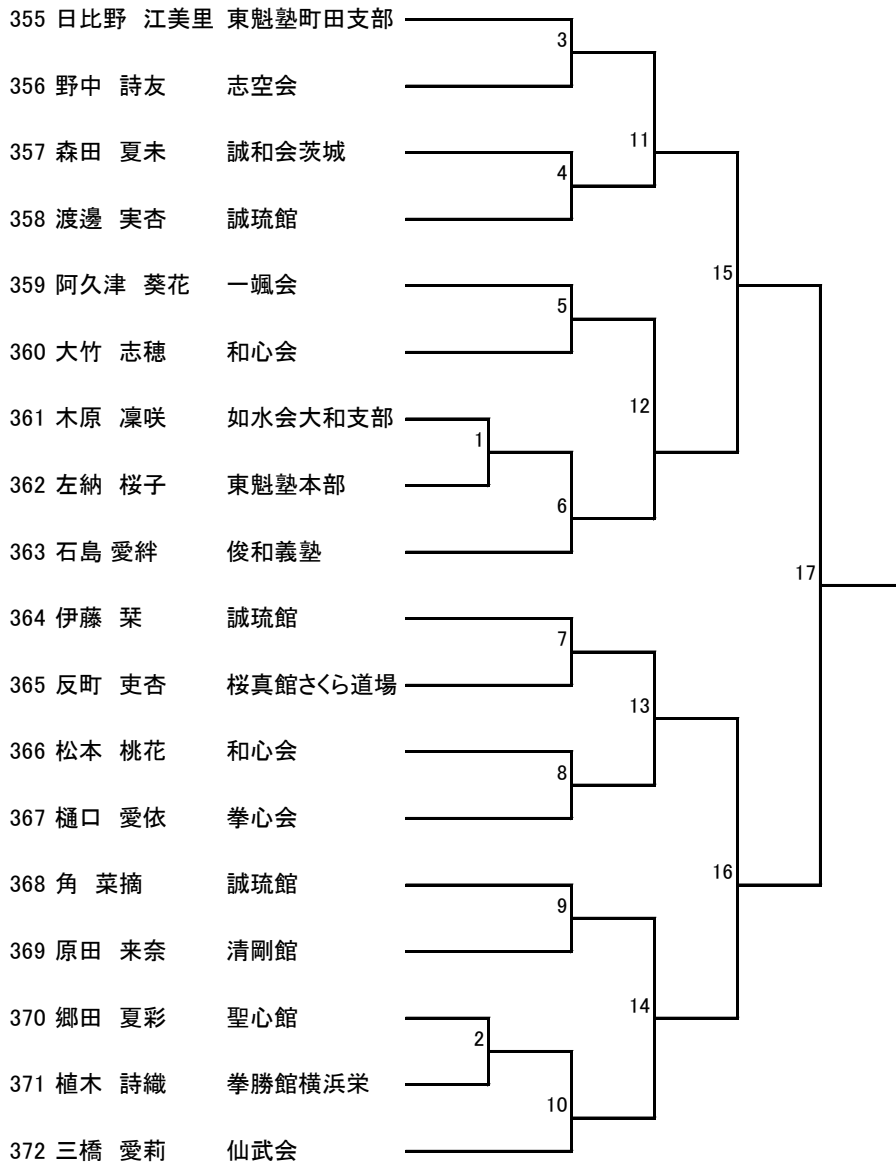 355 日比野 江美里 東魁塾町田支部
3
356 野中 詩友 志空会
11
357 森田 夏未 誠和会茨城
4
358 渡邊 実杏 誠琉館
15
359 阿久津 葵花 一颯会
5
360 大竹 志穂 和心会
12
361 木原 凜咲 如水会大和支部
1
362 左納 桜子 東魁塾本部
6
363 石島 愛絆 俊和義塾
17
364 伊藤 栞 誠琉館
7
365 反町 吏杏 桜真館さくら道場
13
366 松本 桃花 和心会
8
367 樋口 愛依 拳心会
16
368 角 菜摘 誠琉館
9
369 原田 来奈 清剛館
14
370 郷田 夏彩 聖心館
2
371 植木 詩織 拳勝館横浜栄
10
372 三橋 愛莉 仙武会